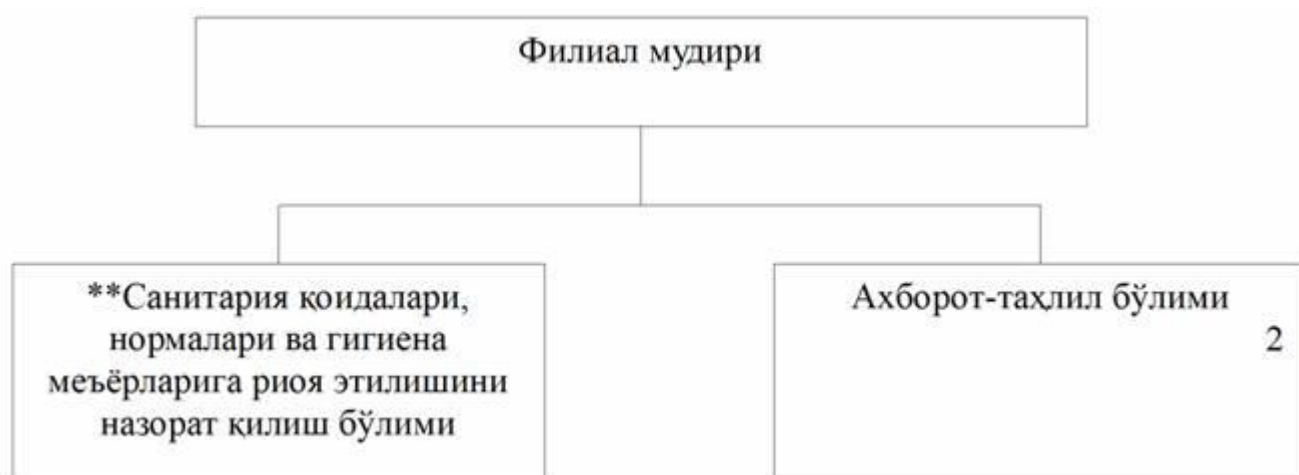 Филиал мудири
**Санитария қоидалари,
нормалари ва гигиена
меъёрларига риоя этилишини
назорат қилиш бўлими
Ахборот-таҳлил бўлими
2